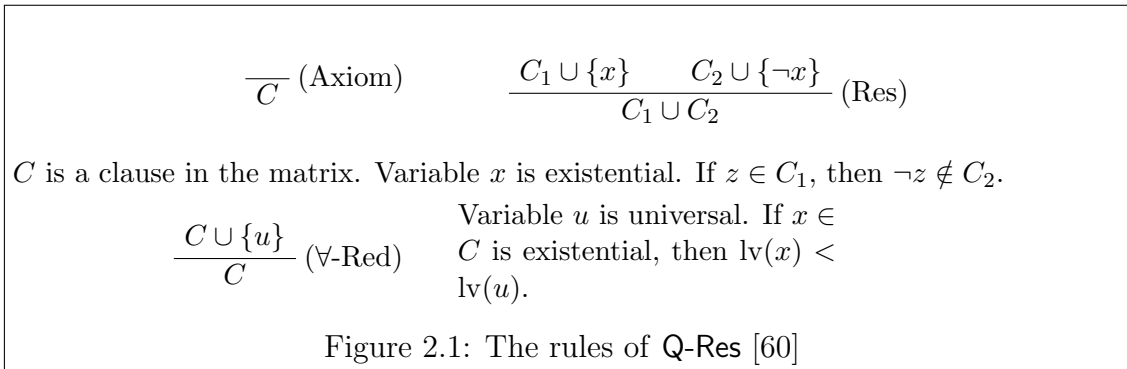 C (Axiom) C₁ ∪ {x} C₂ ∪ {¬x} / C₁ ∪ C₂ (Res)
C is a clause in the matrix. Variable x is existential. If z ∈ C₁, then ¬z ∉ C₂.
C ∪ {u} / C (∀-Red) Variable u is universal. If x ∈
C is existential, then lv(x) <
lv(u).
Figure 2.1: The rules of Q-Res [60]